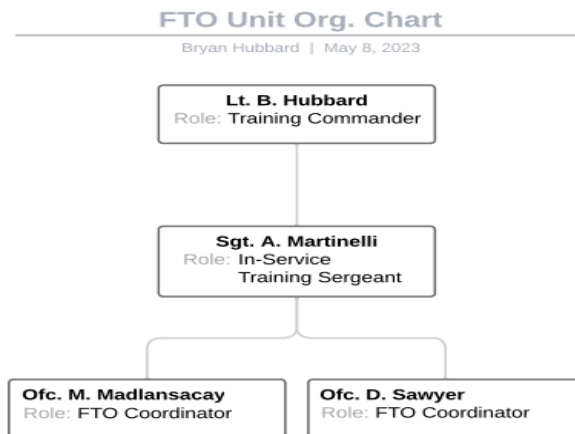 FTO Unit Org. Chart
Bryan Hubbard | May 8, 2023
Lt. B. Hubbard
Role: Training Commander
Sgt. A. Martinelli
Role: In-Service
Training Sergeant
Ofc. M. Madlansacay
Role: FTO Coordinator
Ofc. D. Sawyer
Role: FTO Coordinator